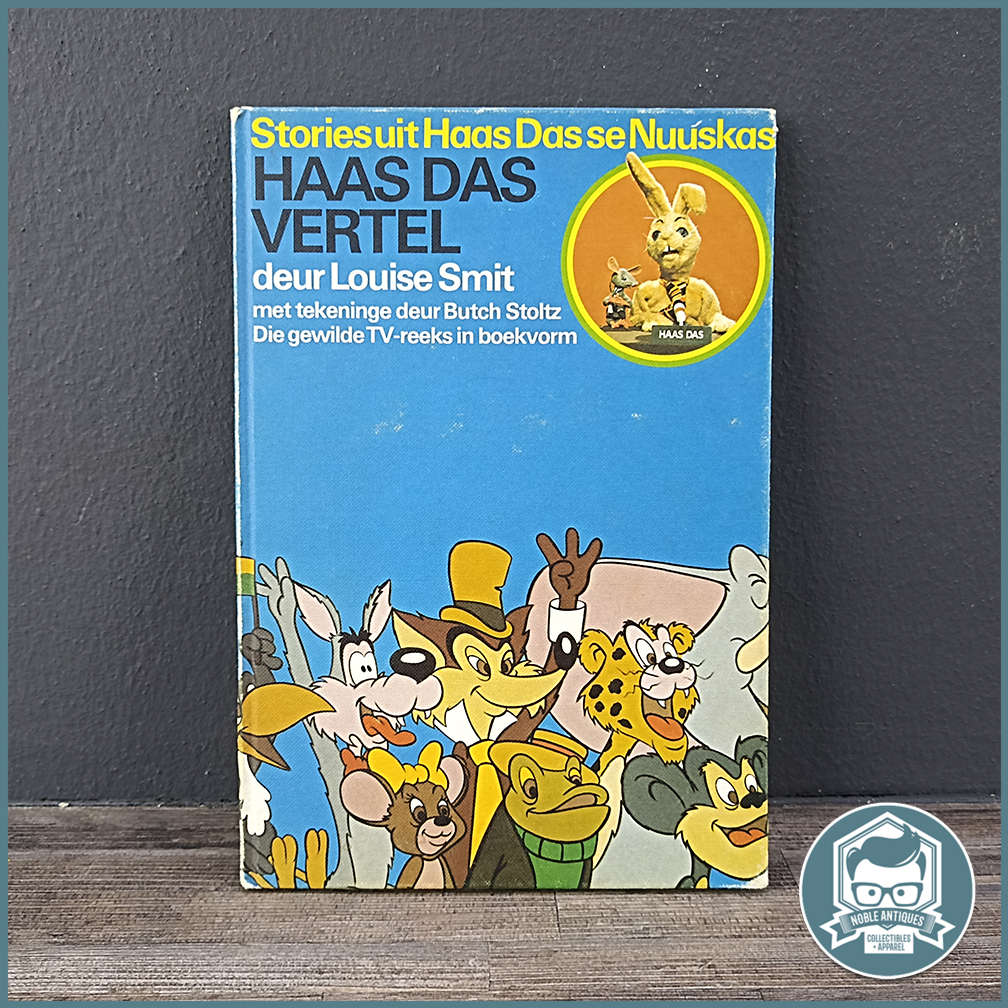 Stories uit Haas Das se Nuuskas
HAAS DAS
VERTEL
deur Louise Smit
met tekeninge deur Butch Stoltz
Die gewilde TV-reeks in boekvorm
HAAS DAS
NOBLE ANTIQUES
COLLECTIBLES
+ APPAREL